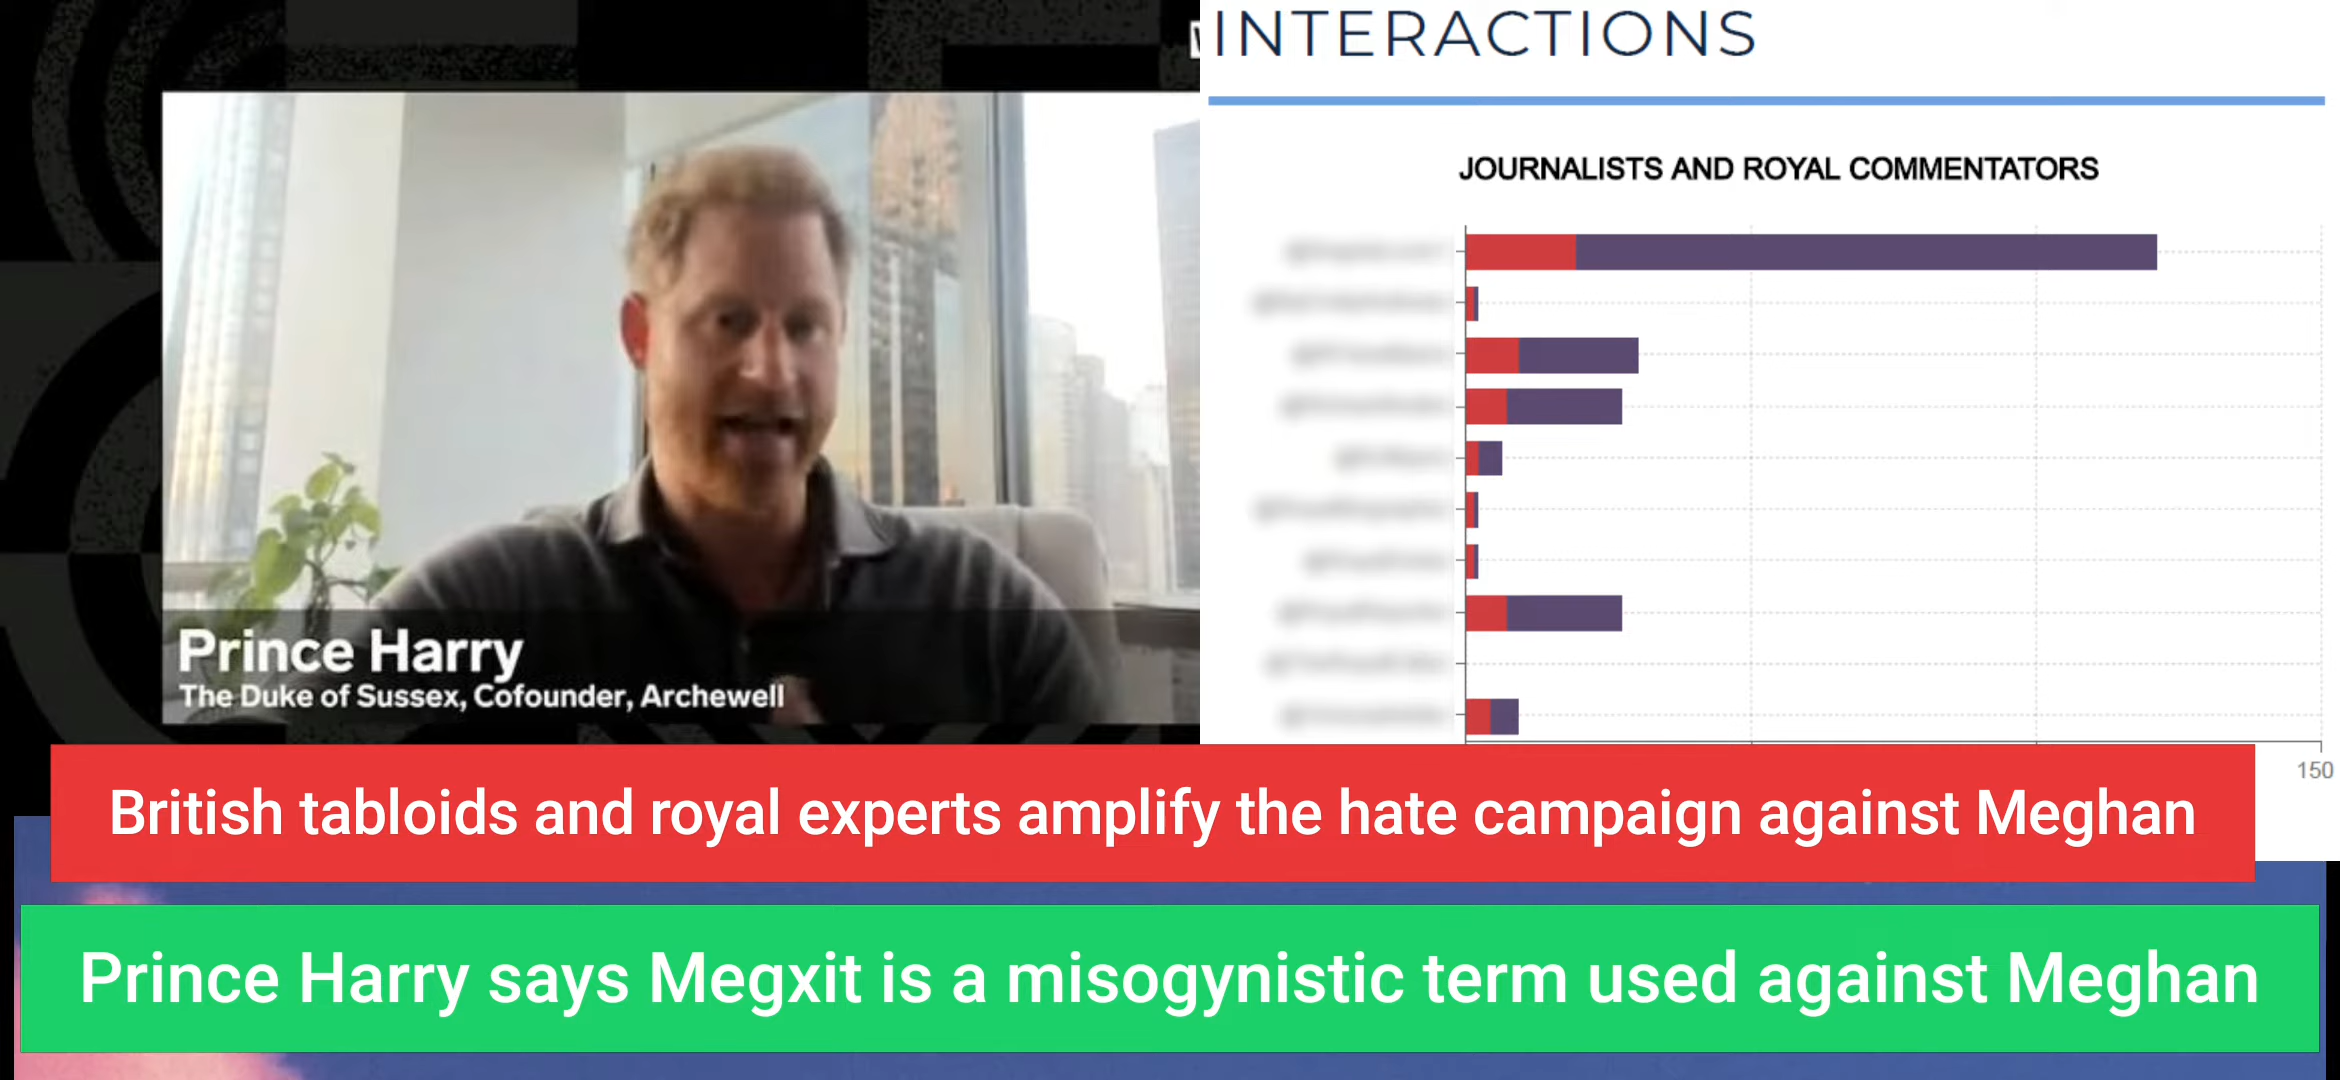 INTERACTIONS
JOURNALISTS AND ROYAL COMMENTATORS
150
Prince Harry
The Duke of Sussex, Cofounder, Archewell
British tabloids and royal experts amplify the hate campaign against Meghan
Prince Harry says Megxit is a misogynistic term used against Meghan